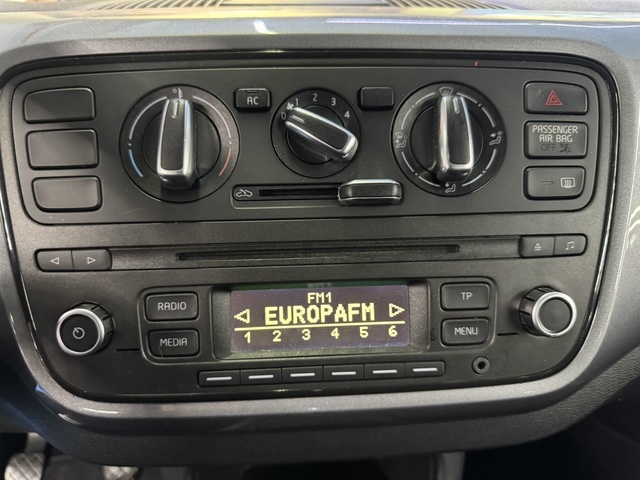 AC
1 2 3 4
PASSENGER
AIR BAG
OFF
RADIO
MEDIA
FM1
EUROPAFM
1 2 3 4 5 6
TP
MENU